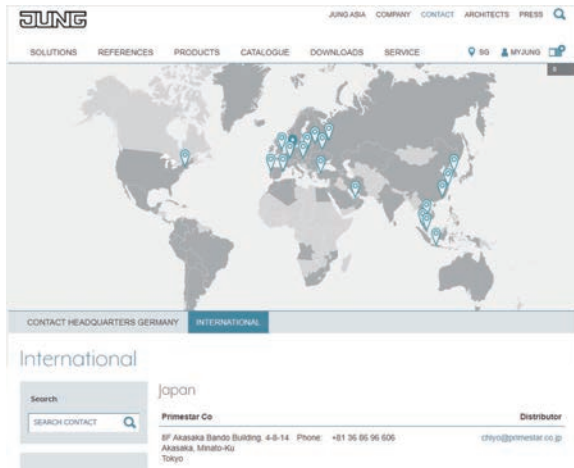 JUNG
JUNG ASIA COMPANY CONTACT ARCHITECTS PRESS
SOLUTIONS REFERENCES PRODUCTS CATALOGUE DOWNLOADS SERVICE SG MYJUNG
CONTACT HEADQUARTERS GERMANY INTERNATIONAL
International
Search
SEARCH CONTACT
Japan
Primestar Co Distributor
8F Akasaka Bando Building. 4-8-14 Phone: +81 36 86 96 606 chiyo@primestar.co.jp
Akasaka, Minato-Ku
Tokyo